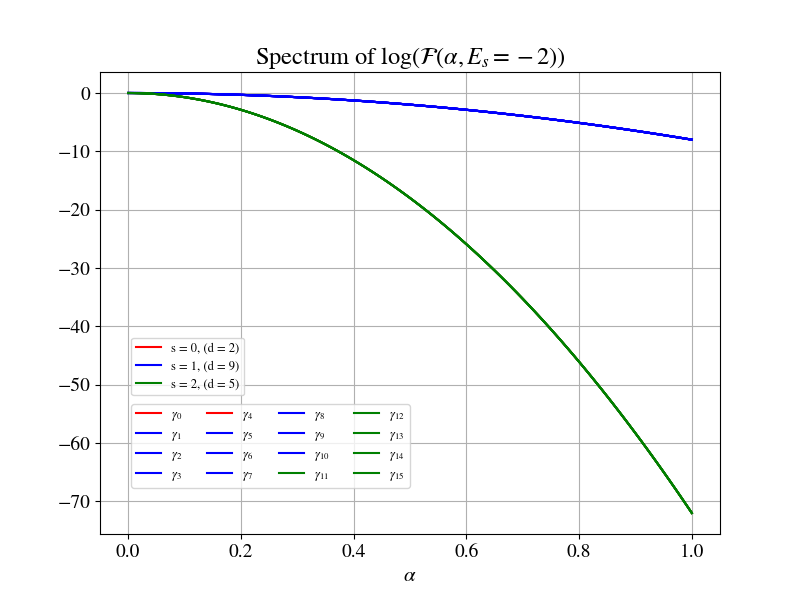 Spectrum of log(𝓕(α, E_s = −2))
0
−10
−20
−30
−40
−50
−60
−70
s = 0, (d = 2)
s = 1, (d = 9)
s = 2, (d = 5)
γ₀ γ₄ γ₈ γ₁₂
γ₁ γ₅ γ₉ γ₁₃
γ₂ γ₆ γ₁₀ γ₁₄
γ₃ γ₇ γ₁₁ γ₁₅
0.0 0.2 0.4 0.6 0.8 1.0
α